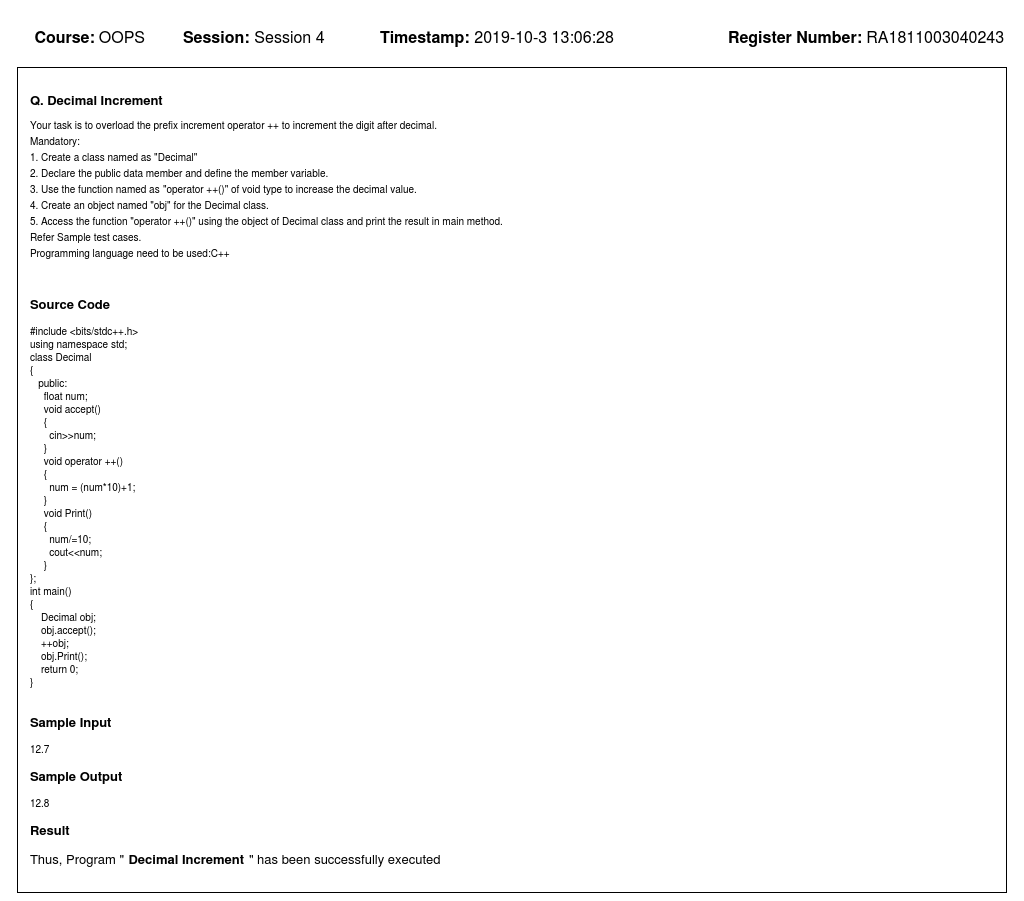 Course: OOPS Session: Session 4 Timestamp: 2019-10-3 13:06:28 Register Number: RA1811003040243
Q. Decimal Increment
Your task is to overload the prefix increment operator ++ to increment the digit after decimal.
Mandatory:
1. Create a class named as "Decimal"
2. Declare the public data member and define the member variable.
3. Use the function named as "operator ++()" of void type to increase the decimal value.
4. Create an object named "obj" for the Decimal class.
5. Access the function "operator ++()" using the object of Decimal class and print the result in main method.
Refer Sample test cases.
Programming language need to be used:C++
Source Code
#include <bits/stdc++.h>
using namespace std;
class Decimal
{
public:
float num;
void accept()
{
cin>>num;
}
void operator ++()
{
num = (num*10)+1;
}
void Print()
{
num/=10;
cout<<num;
}
};
int main()
{
Decimal obj;
obj.accept();
++obj;
obj.Print();
return 0;
}
Sample Input
12.7
Sample Output
12.8
Result
Thus, Program " Decimal Increment " has been successfully executed